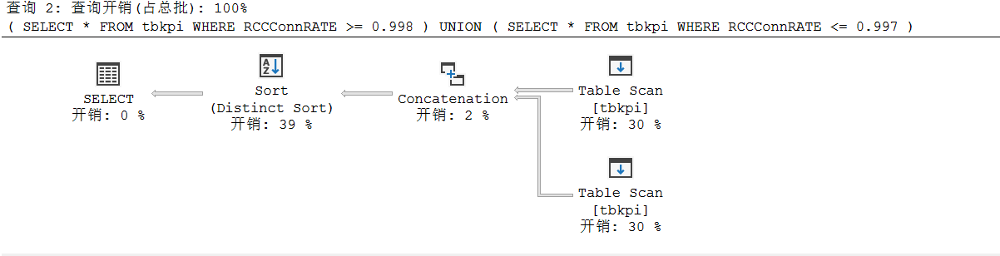 查询 2: 查询开销(占总批): 100%
( SELECT * FROM tbkpi WHERE RCCConnRATE >= 0.998 ) UNION ( SELECT * FROM tbkpi WHERE RCCConnRATE <= 0.997 )
SELECT
开销: 0 %
A
Z
Sort
(Distinct Sort)
开销: 39 %
Concatenation
开销: 2 %
Table Scan
[tbkpi]
开销: 30 %
Table Scan
[tbkpi]
开销: 30 %